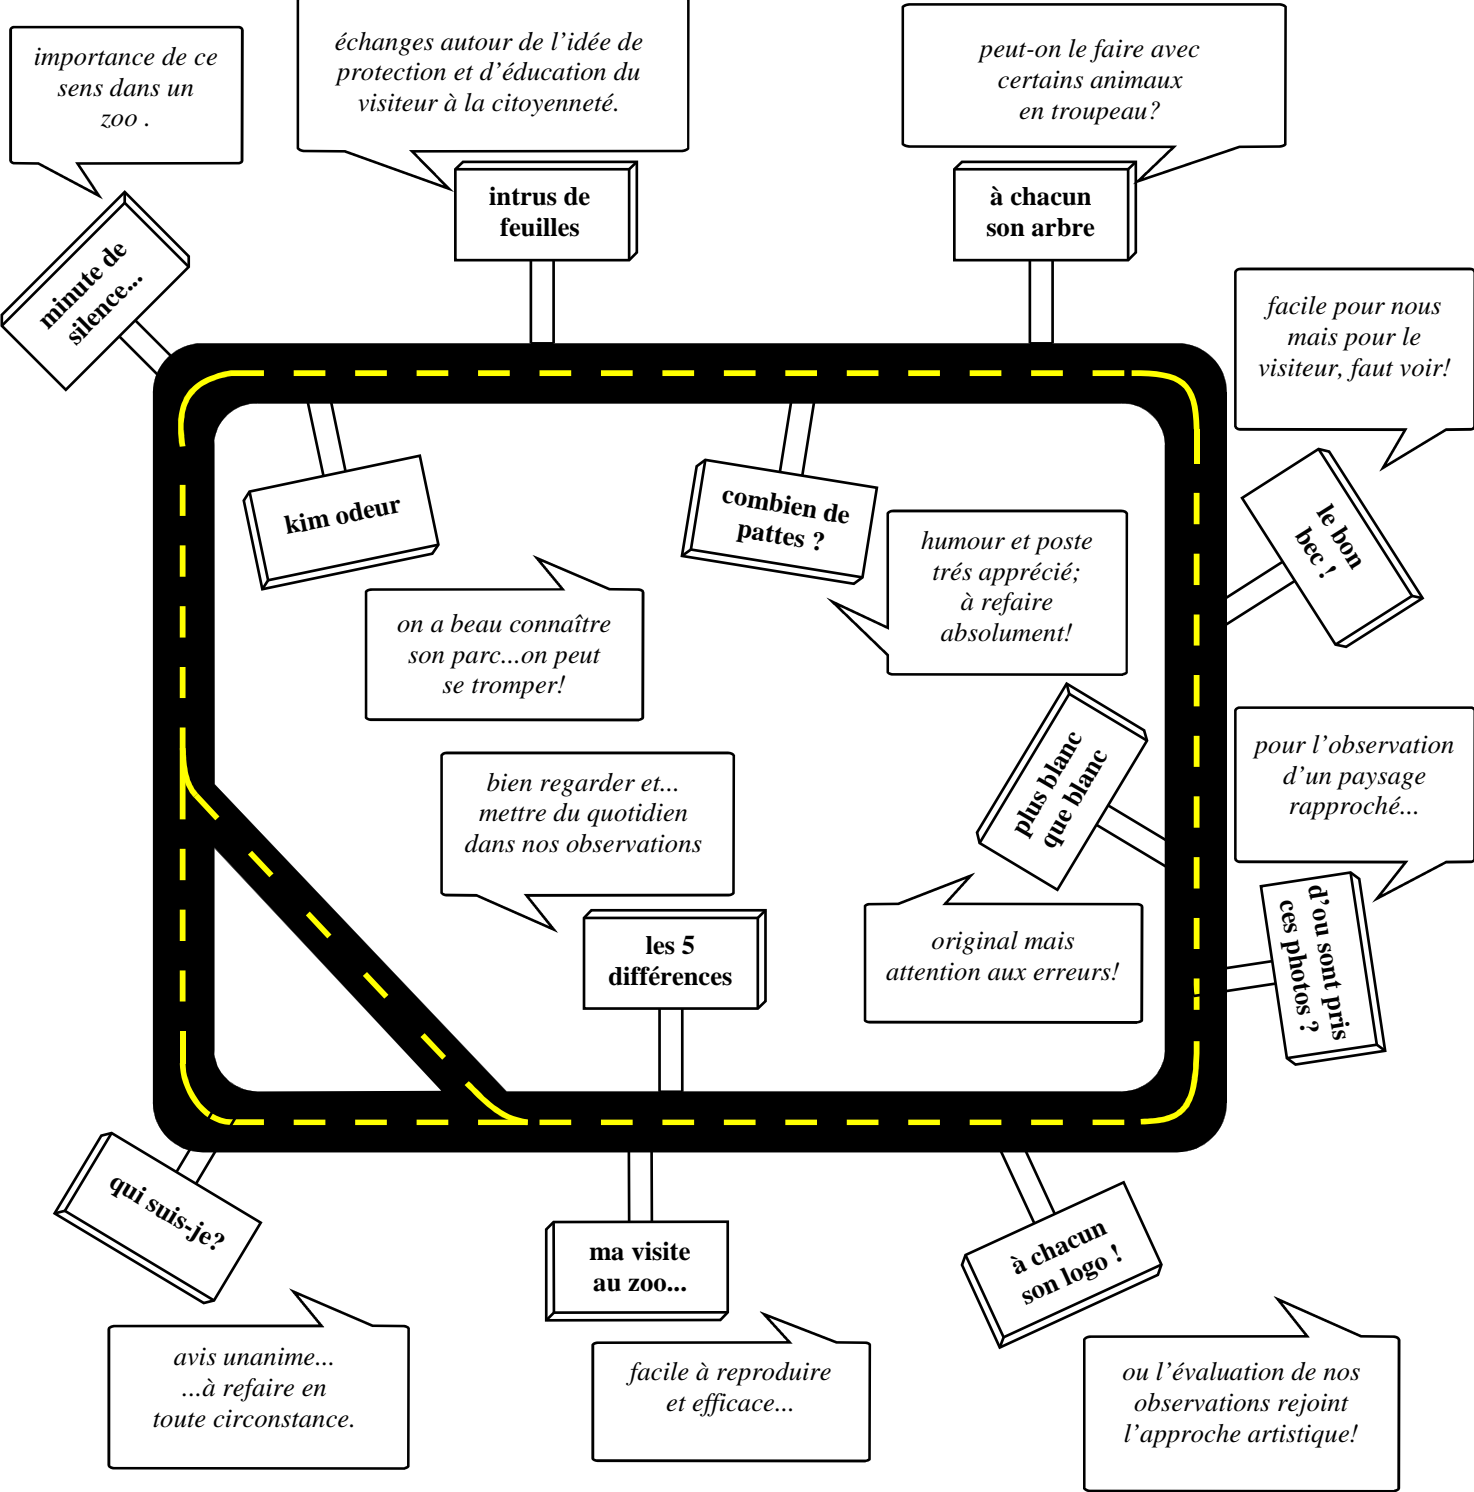 importance de ce
sens dans un
zoo .
échanges autour de l'idée de
protection et d'éducation du
visiteur à la citoyenneté.
peut-on le faire avec
certains animaux
en troupeau?
minute de
silence...
intrus de
feuilles
à chacun
son arbre
facile pour nous
mais pour le
visiteur, faut voir!
kim odeur
combien de
pattes ?
le bon
bec !
humour et poste
trés apprécié;
à refaire
absolument!
on a beau connaître
son parc...on peut
se tromper!
plus blanc
que blanc
pour l'observation
d'un paysage
rapproché...
bien regarder et...
mettre du quotidien
dans nos observations
les 5
différences
original mais
attention aux erreurs!
d'ou sont pris
ces photos ?
qui suis-je?
ma visite
au zoo...
à chacun
son logo !
avis unanime...
...à refaire en
toute circonstance.
facile à reproduire
et efficace...
ou l'évaluation de nos
observations rejoint
l'approche artistique!